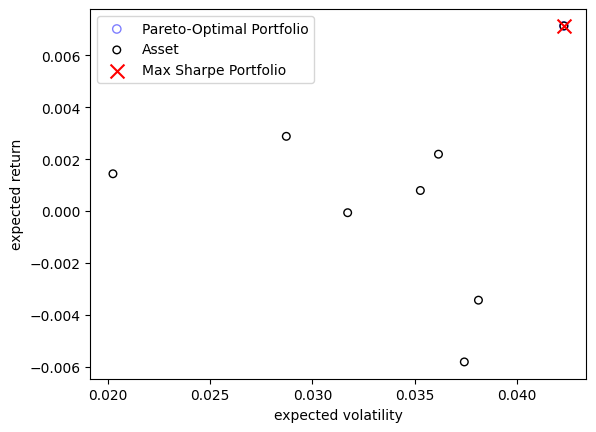 Pareto-Optimal Portfolio
Asset
Max Sharpe Portfolio
expected return
0.006
0.004
0.002
0.000
−0.002
−0.004
−0.006
0.020 0.025 0.030 0.035 0.040
expected volatility